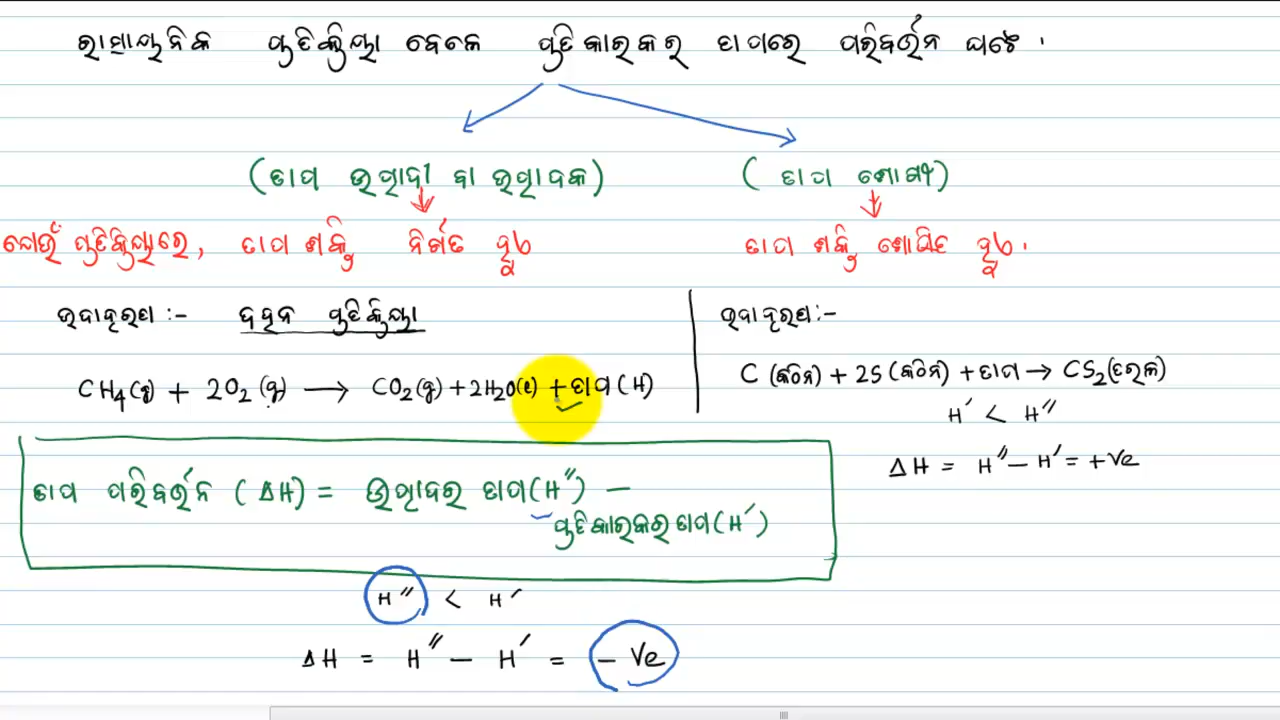 ରାସାୟନିକ ପ୍ରତିକ୍ରିୟା ବେଳେ ପ୍ରତିକାରକର ତାପରେ ପରିବର୍ତ୍ତନ ଘଟେ .
(ତାପ ଉତ୍ପାଦୀ ବା ଉତ୍ପାଦକ) ( ତାପ ଶୋଷୀ)
ଯେଉଁ ପ୍ରତିକ୍ରିୟାରେ, ତାପ ଶକ୍ତି ନିର୍ଗତ ହୁଏ ତାପ ଶକ୍ତି ଶୋଷିତ ହୁଏ .
ଉଦାହରଣ :- ଦହନ ପ୍ରତିକ୍ରିୟା ଉଦାହରଣ:-
CH₄(g) + 2O₂(g) → CO₂(g) + 2H₂O(l) + ତାପ (H) C (କଠିନ) + 2S (କଠିନ) + ତାପ → CS₂(ତରଳ)
H′ < H″
ΔH = H″ − H′ = +Ve
ତାପ ପରିବର୍ତ୍ତନ (ΔH) = ଉତ୍ପାଦର ତାପ(H″) −
ପ୍ରତିକାରକର ତାପ(H′)
H″ < H′
ΔH = H″ − H′ = − Ve